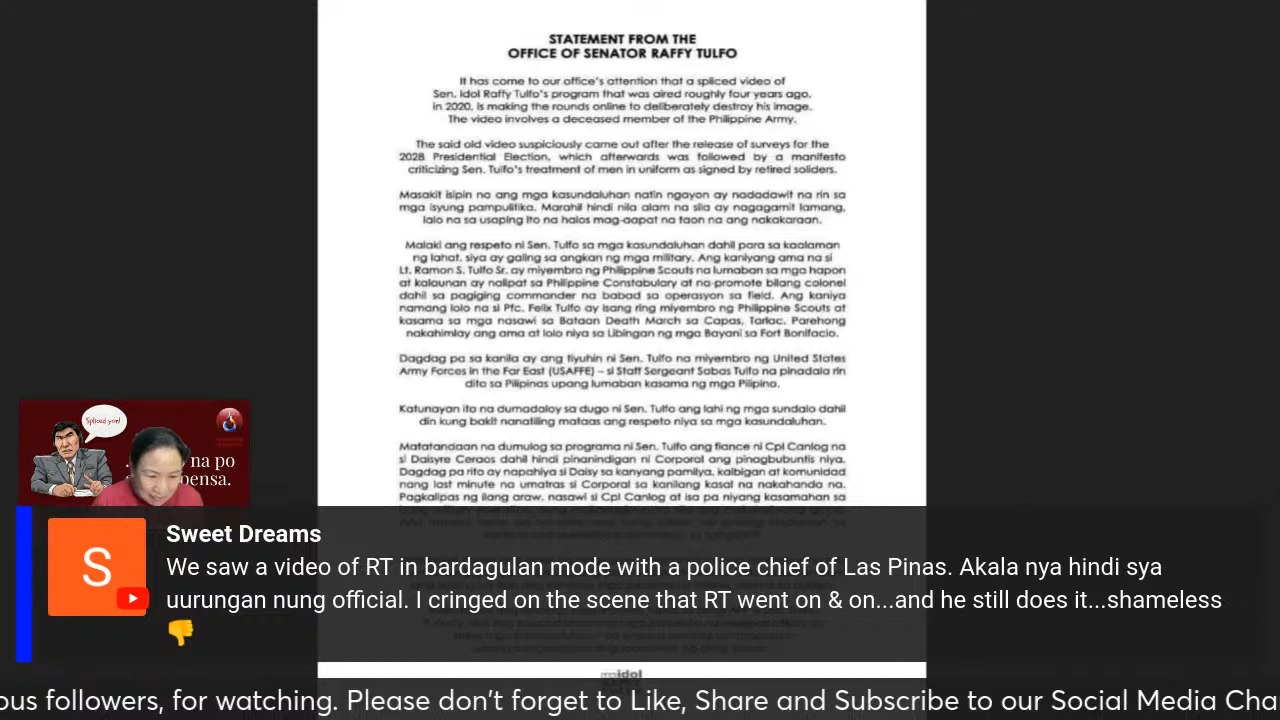 STATEMENT FROM THE
OFFICE OF SENATOR RAFFY TULFO
It has come to our office's attention that a spliced video of
Sen. Idol Raffy Tulfo's program that was aired roughly four years ago,
in 2020, is making the rounds online to deliberately destroy his image.
The video involves a deceased member of the Philippine Army.
The said old video suspiciously came out after the release of surveys for the
2028 Presidential Election, which afterwards was followed by a manifesto
criticizing Sen. Tulfo's treatment of men in uniform as signed by retired soliders.
Masakit isipin na ang mga kasundaluhan natin ngayon ay nadadawit na rin sa
mga isyung pampulitika. Marahil hindi nila alam na sila ay nagagamit lamang,
lalo na sa usaping ito na halos mag-aapat na taon na ang nakakaraan.
Malaki ang respeto ni Sen. Tulfo sa mga kasundaluhan dahil para sa kaalaman
ng lahat, siya ay galing sa angkan ng mga military. Ang kaniyang ama na si
Lt. Ramon S. Tulfo Sr. ay miyembro ng Philippine Scouts na lumaban sa mga hapon
at kalaunan ay nalipat sa Philippine Constabulary at na-promote bilang colonel
dahil sa pagiging commander na babad sa operasyon sa field. Ang kaniya
namang lolo na si Pfc. Felix Tulfo ay isang ring miyembro ng Philippine Scouts at
kasama sa mga nasawi sa Bataan Death March sa Capas, Tarlac. Parehong
nakahimlay ang ama at lolo niya sa Libingan ng mga Bayani sa Fort Bonifacio.
Dagdag pa sa kanila ay ang tiyuhin ni Sen. Tulfo na miyembro ng United States
Army Forces in the Far East (USAFFE) – si Staff Sergeant Sabas Tulfo na pinadala rin
dito sa Pilipinas upang lumaban kasama ng mga Pilipino.
Katunayan ito na dumadaloy sa dugo ni Sen. Tulfo ang lahi ng mga sundalo dahil
din kung bakit nanatiling mataas ang respeto niya sa mga kasundaluhan.
Matatandaan na dumulog sa programa ni Sen. Tulfo ang fiance ni Cpl Canlog na
si Daisyre Ceraos dahil hindi pinanindigan ni Corporal ang pinagbubuntis niya.
Dagdag pa rito ay napahiya si Daisy sa kanyang pamilya, kaibigan at komunidad
nang last minute na umatras si Corporal sa kanilang kasal na nakahanda na.
Pagkalipas ng ilang araw, nasawi si Cpl Canlog at isa pa niyang kasamahan sa
Spliced yan!
na po
pensa.
Sweet Dreams
S
We saw a video of RT in bardagulan mode with a police chief of Las Pinas. Akala nya hindi sya
uurungan nung official. I cringed on the scene that RT went on & on...and he still does it...shameless
👎
idol
ous followers, for watching. Please don't forget to Like, Share and Subscribe to our Social Media Cha